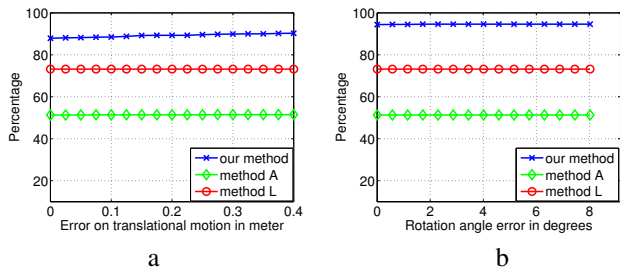 100
80
60
40
20
Percentage
our method
method A
method L
0 0.1 0.2 0.3 0.4
Error on translational motion in meter
a
100
80
60
40
20
Percentage
our method
method A
method L
0 2 4 6 8
Rotation angle error in degrees
b